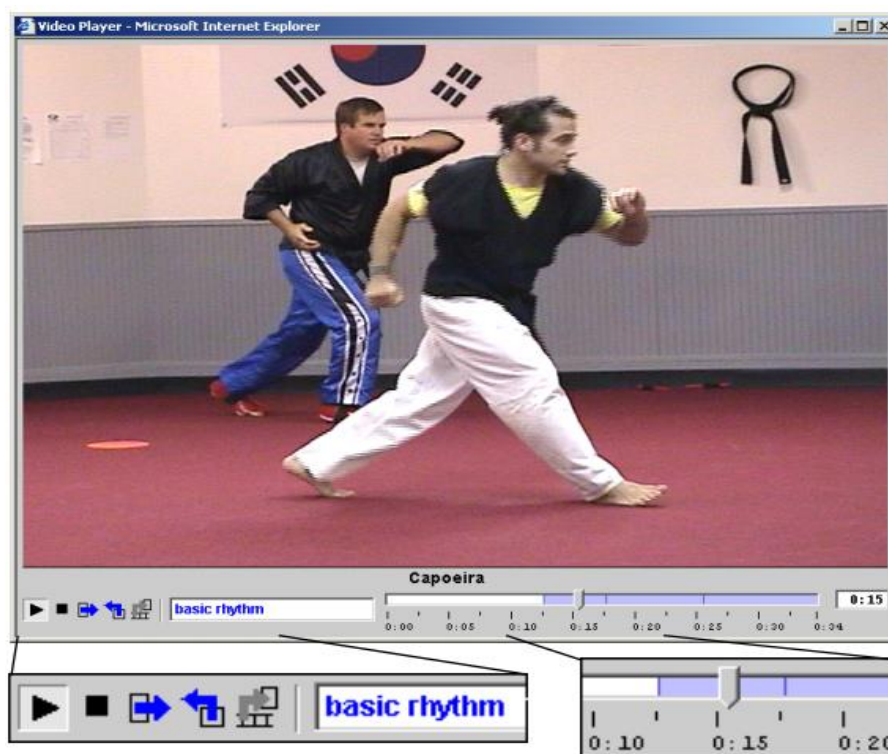 Video Player - Microsoft Internet Explorer
Capoeira
basic rhythm
0:15
0:00 0:05 0:10 0:15 0:20 0:25 0:30 0:34
basic rhythm
0:10 0:15